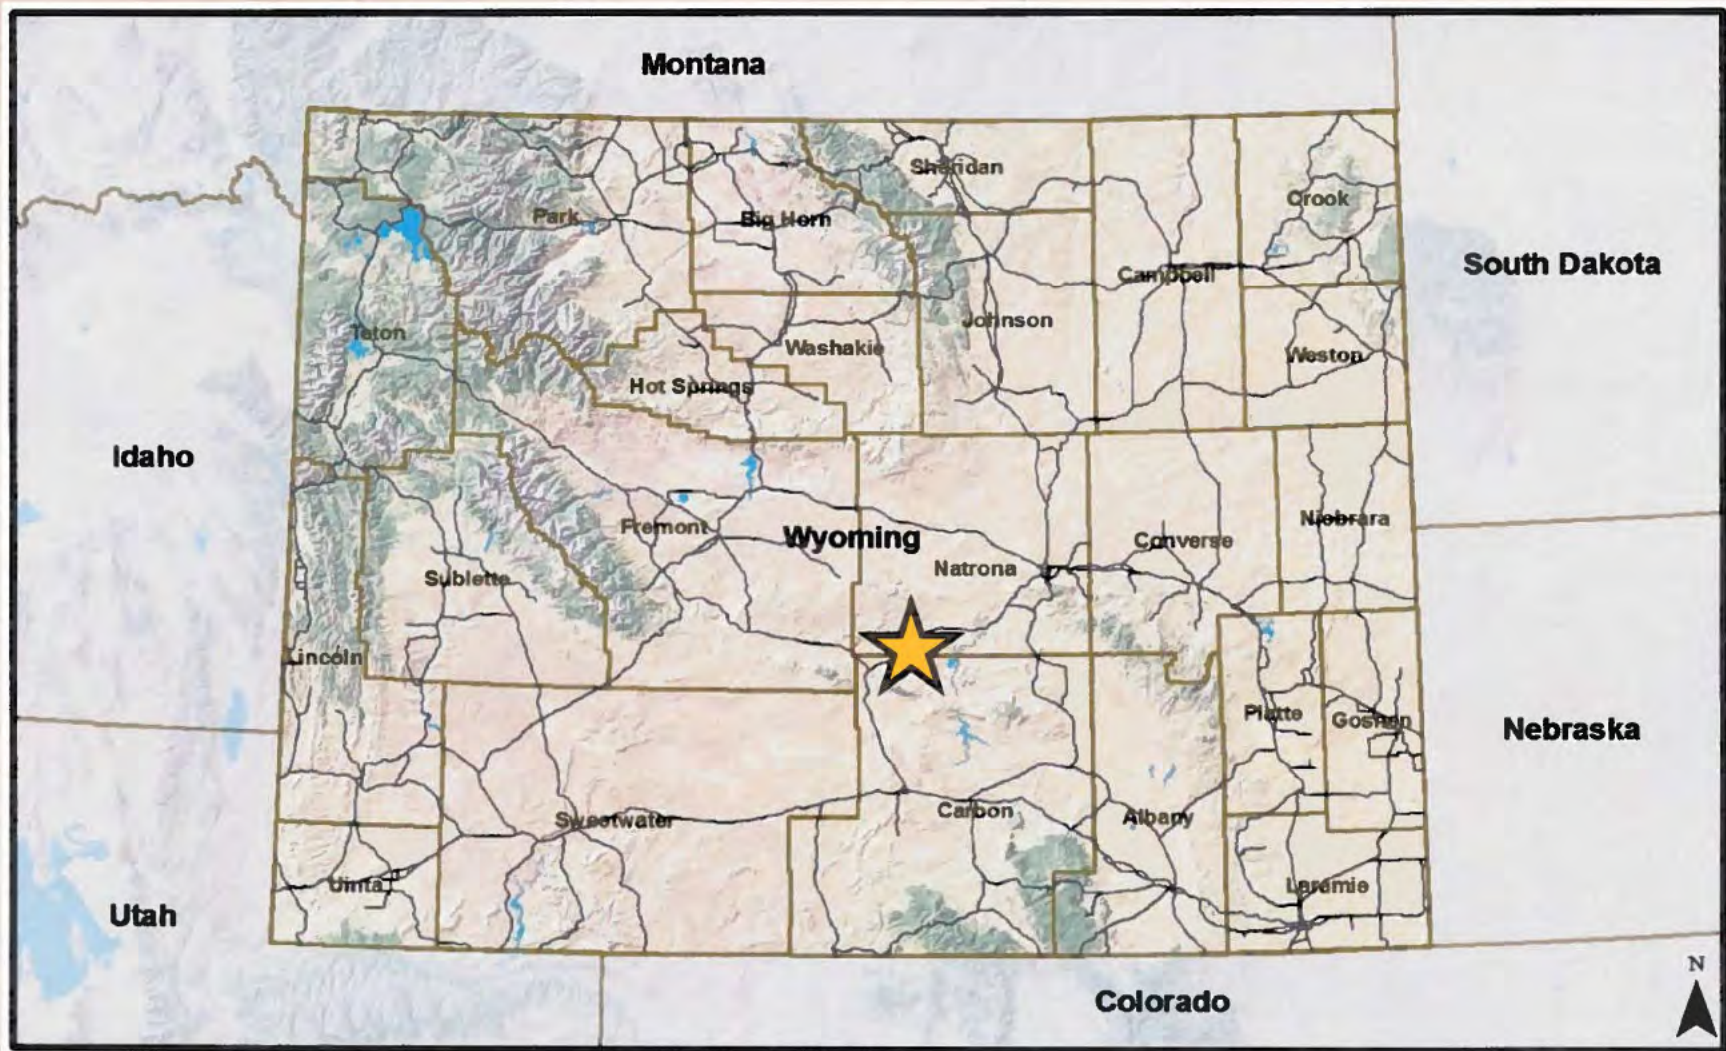 Montana
Sheridan
Crook
Park
Big Horn
South Dakota
Campbell
Johnson
Teton
Washakie
Weston
Hot Springs
Idaho
Niobrara
Fremont
Wyoming
Converse
Natrona
Sublette
Lincoln
Platte
Goshen
Nebraska
Carbon
Albany
Sweetwater
Uinta
Laramie
Utah
N
Colorado